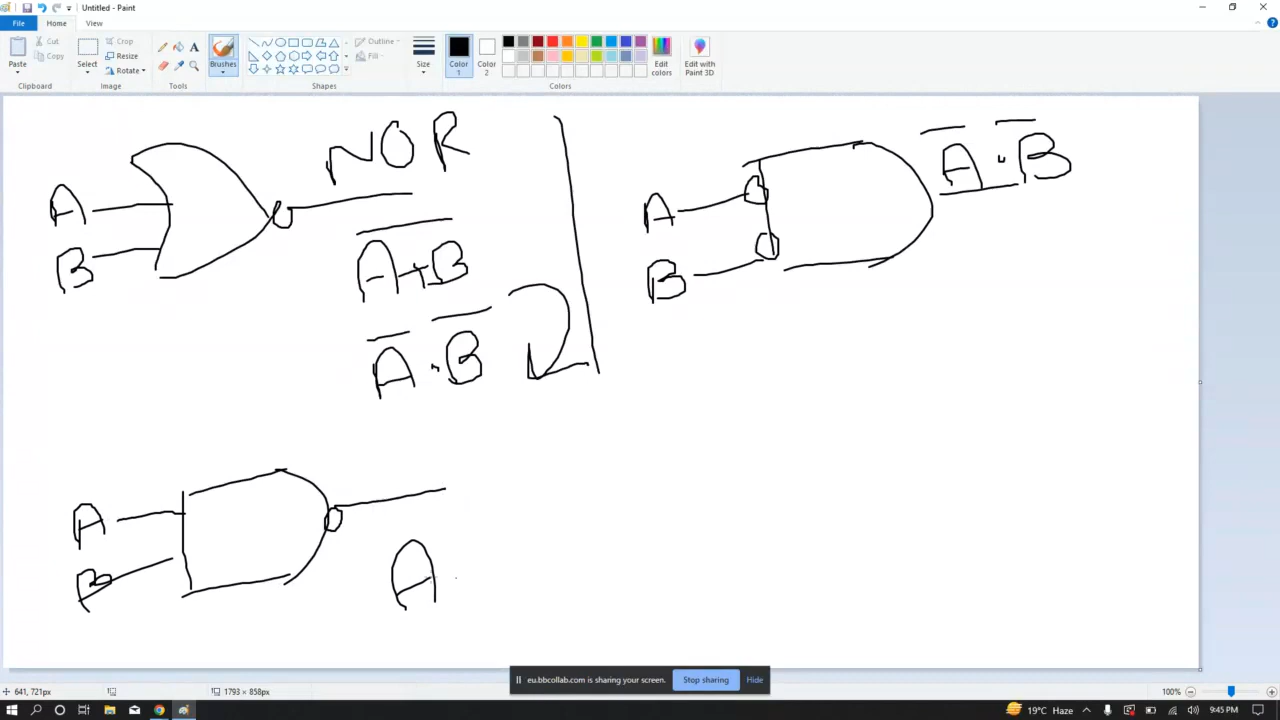 Untitled - Paint
File
Home
View
Paste
Cut
Copy
Clipboard
Select
Crop
Resize
Rotate
Image
Tools
Brushes
Shapes
Outline
Fill
Size
Color 1
Color 2
Edit colors
Edit with Paint 3D
Colors
NOR
A
B
A̅+̅B̅
A̅·B̅
A
B
A̅·B̅
A
B
A
eu.bbcollab.com is sharing your screen.
Stop sharing
Hide
641, 721px
1793 × 858px
100%
19°C Haze
9:45 PM